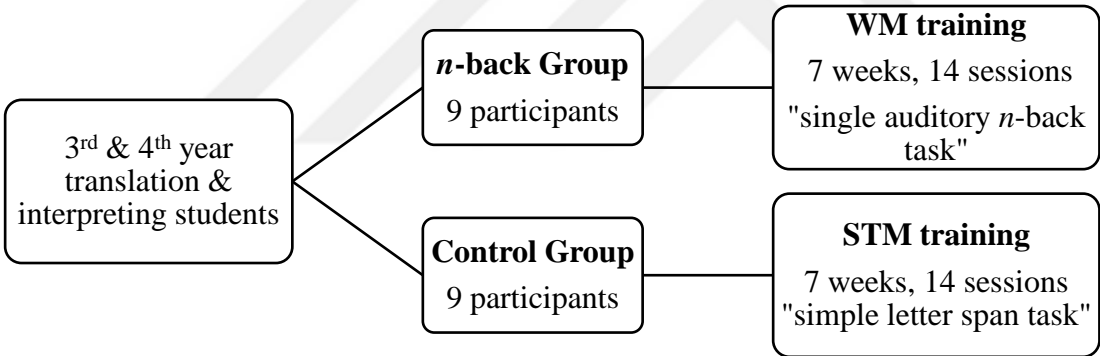 3rd & 4th year
translation &
interpreting students
n-back Group
9 participants
Control Group
9 participants
WM training
7 weeks, 14 sessions
"single auditory n-back
task"
STM training
7 weeks, 14 sessions
"simple letter span task"